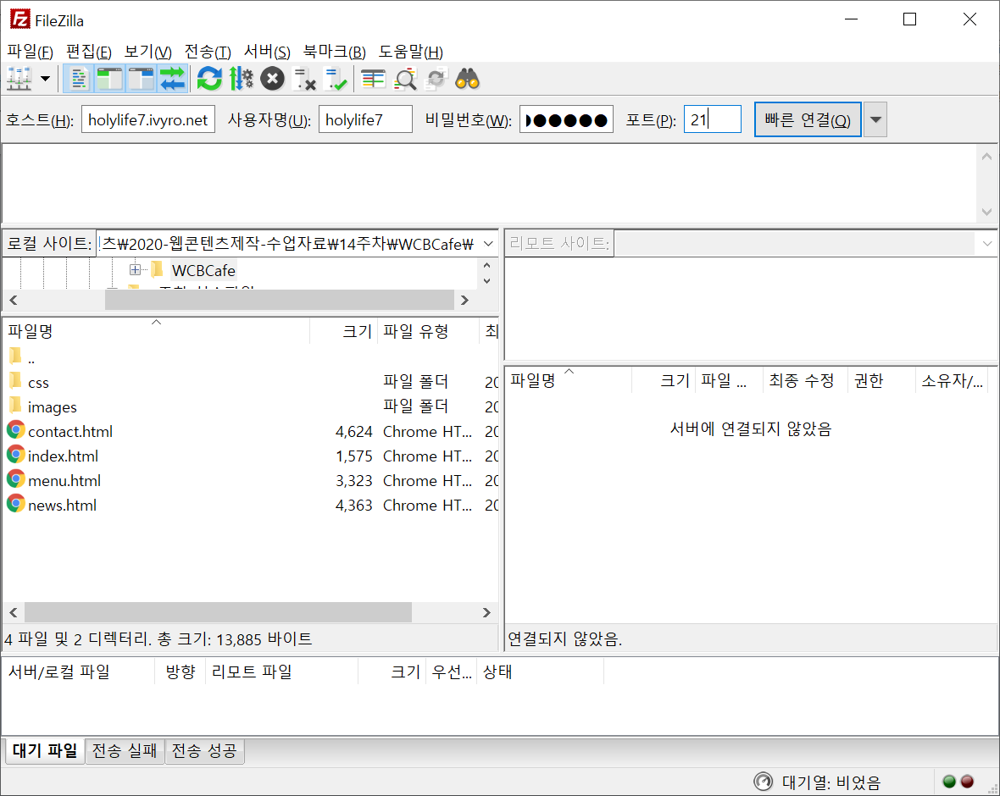 FileZilla
파일(F) 편집(E) 보기(V) 전송(T) 서버(S) 북마크(B) 도움말(H)
호스트(H): holylife7.ivyro.net 사용자명(U): holylife7 비밀번호(W): ●●●●●● 포트(P): 21 빠른 연결(Q)
로컬 사이트: 츠\2020-웹콘텐츠제작-수업자료\14주차\WCBCafe\
WCBCafe
리모트 사이트:
파일명 크기 파일 유형 최
..
css 파일 폴더 20
images 파일 폴더 20
contact.html 4,624 Chrome HT... 20
index.html 1,575 Chrome HT... 20
menu.html 3,323 Chrome HT... 20
news.html 4,363 Chrome HT... 20
4 파일 및 2 디렉터리. 총 크기: 13,885 바이트
파일명 크기 파일 ... 최종 수정 권한 소유자/...
서버에 연결되지 않았음
연결되지 않았음.
서버/로컬 파일 방향 리모트 파일 크기 우선... 상태
대기 파일 전송 실패 전송 성공
대기열: 비었음